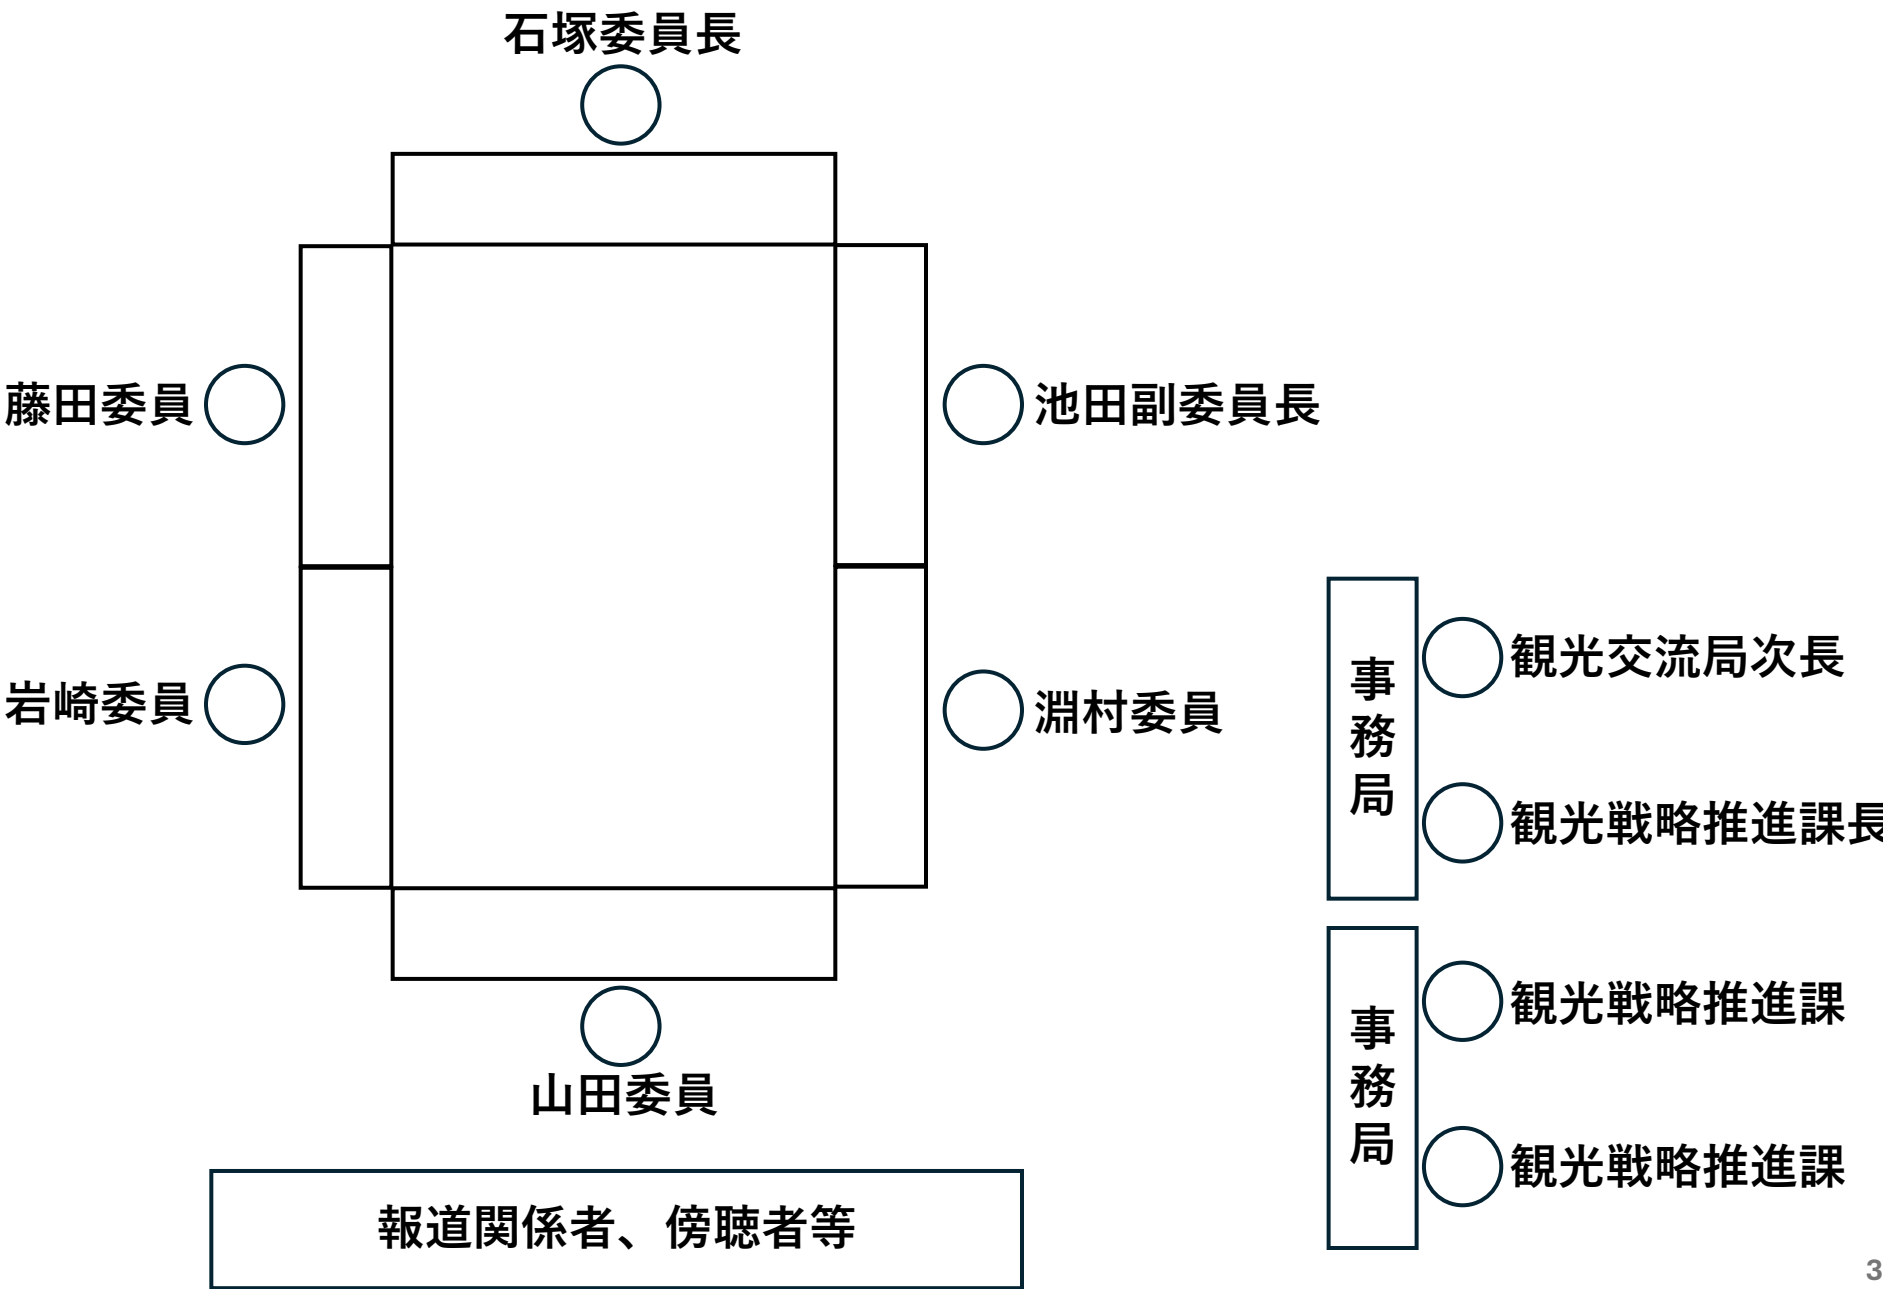 石塚委員長
藤田委員
池田副委員長
岩崎委員
淵村委員
山田委員
報道関係者、傍聴者等
事務局
観光交流局次長
観光戦略推進課長
事務局
観光戦略推進課
観光戦略推進課
3